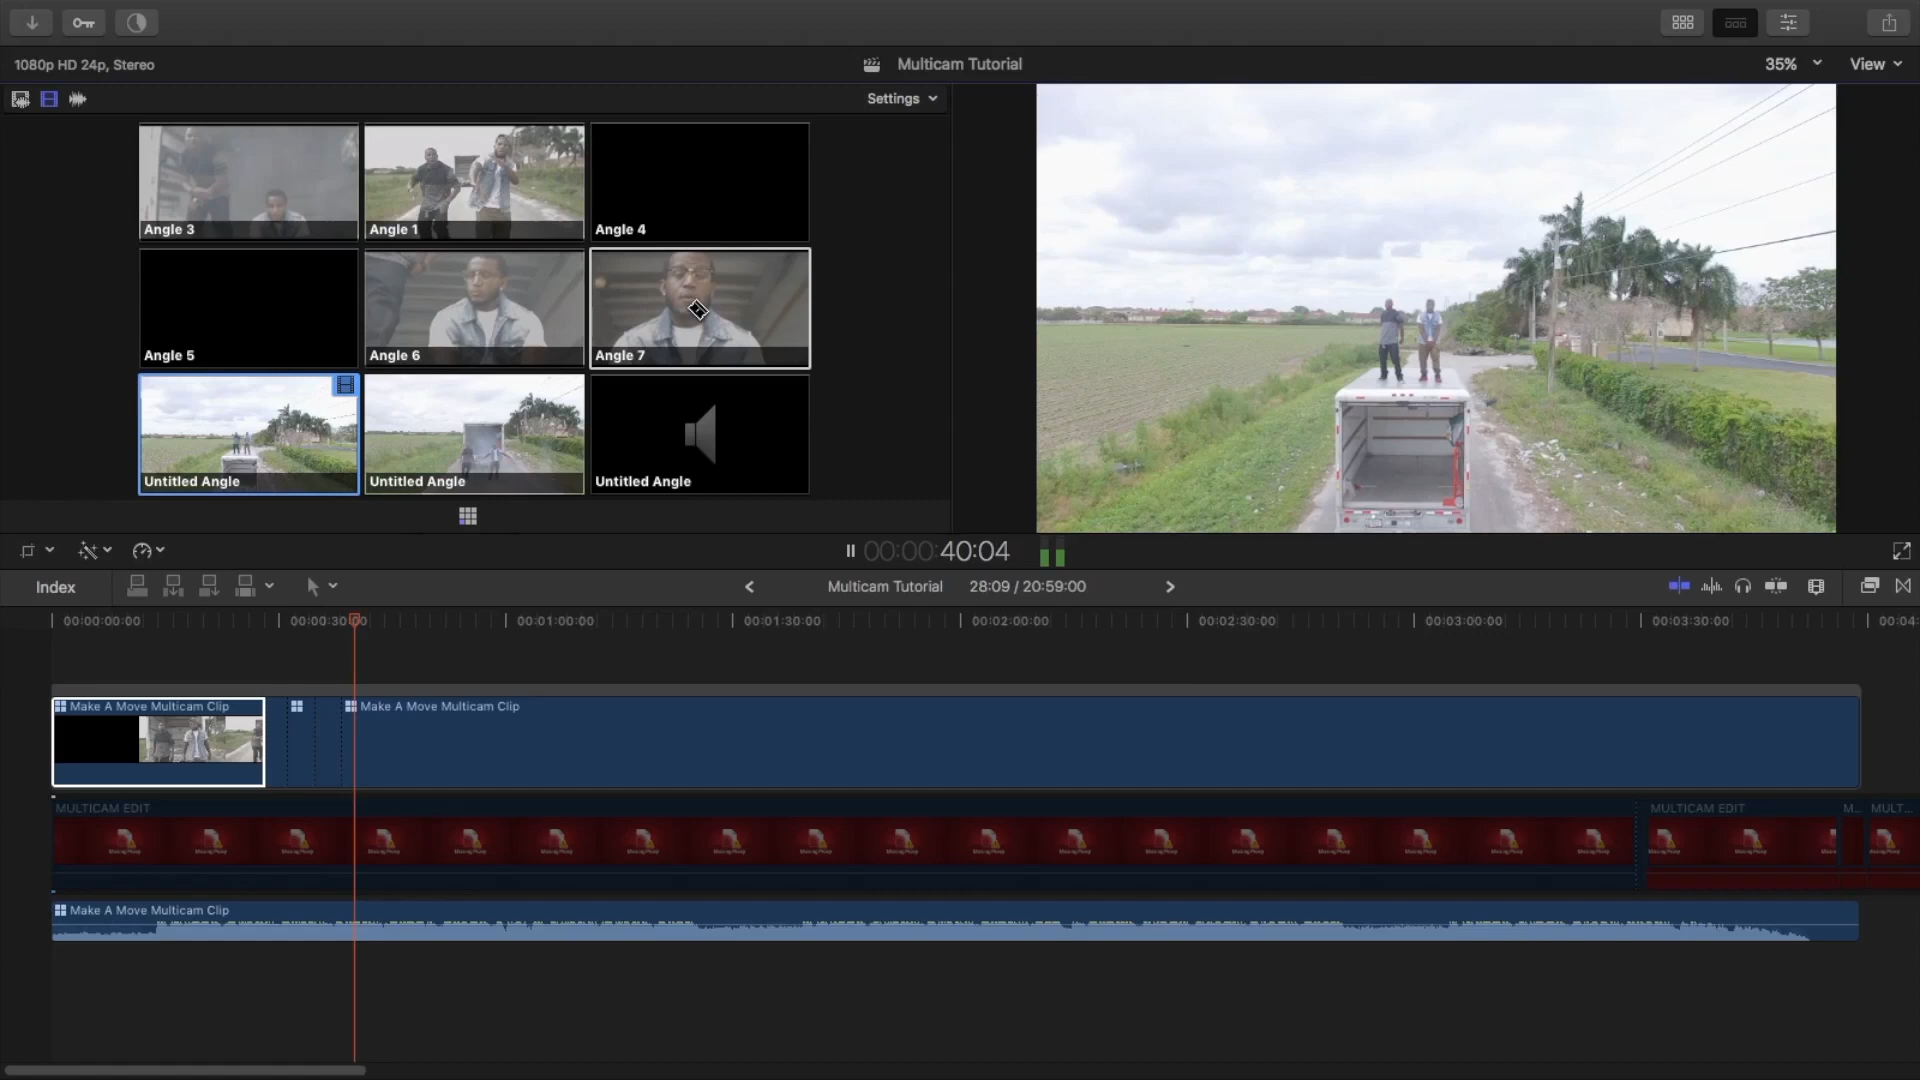 1080p HD 24p, Stereo
Multicam Tutorial
35%
View
Settings
Angle 3
Angle 1
Angle 4
Angle 5
Angle 6
Angle 7
Untitled Angle
Untitled Angle
Untitled Angle
00:00:40:04
Index
Multicam Tutorial
28:09 / 20:59:00
00:00:00:00
00:00:30:00
00:01:00:00
00:01:30:00
00:02:00:00
00:02:30:00
00:03:00:00
00:03:30:00
00:04:
Make A Move Multicam Clip
Make A Move Multicam Clip
MULTICAM EDIT
MULTICAM EDIT
M...
MULT...
Make A Move Multicam Clip